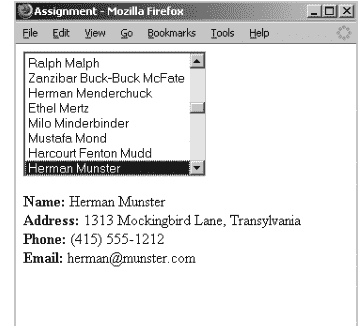 Assignment - Mozilla Firefox
File Edit View Go Bookmarks Tools Help
Ralph Malph
Zanzibar Buck-Buck McFate
Herman Menderchuck
Ethel Mertz
Milo Minderbinder
Mustafa Mond
Harcourt Fenton Mudd
Herman Munster
Name: Herman Munster
Address: 1313 Mockingbird Lane, Transylvania
Phone: (415) 555-1212
Email: herman@munster.com